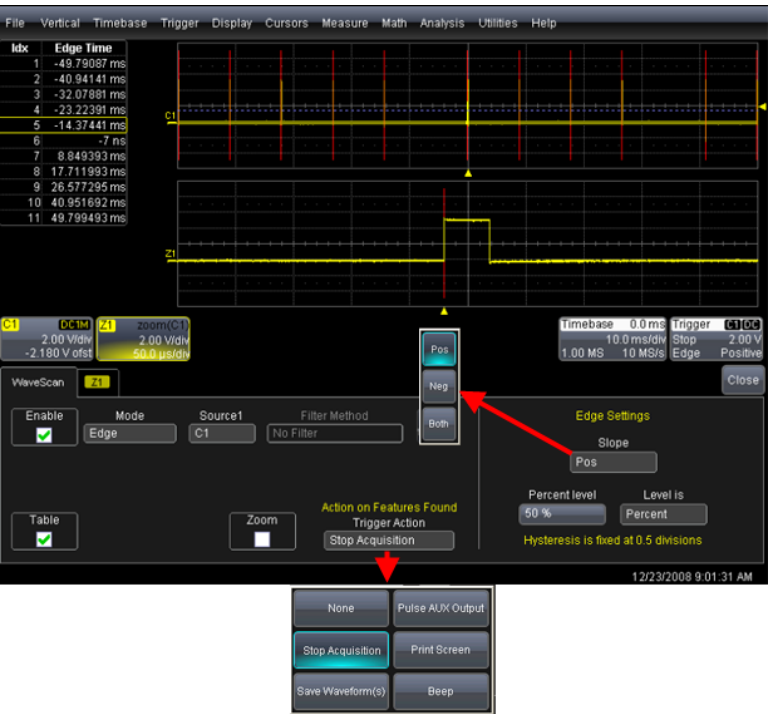 File Vertical Timebase Trigger Display Cursors Measure Math Analysis Utilities Help
Idx Edge Time
1 -49.79087 ms
2 -40.94141 ms
3 -32.07881 ms
4 -23.22391 ms
5 -14.37441 ms
6 -7 ns
7 8.849393 ms
8 17.711993 ms
9 26.577295 ms
10 40.951692 ms
11 49.799493 ms
C1
Z1
C1 DC1M
2.00 V/div
-2.180 V ofst
Z1 zoom(C1)
2.00 V/div
50.0 µs/div
Timebase 0.0 ms
10.0 ms/div
1.00 MS 10 MS/s
Trigger C1 DC
Stop 2.00 V
Edge Positive
Pos
Neg
Both
WaveScan Z1
Close
Enable
Mode
Edge
Source1
C1
Filter Method
No Filter
Edge Settings
Slope
Pos
Percent level
50 %
Level is
Percent
Hysteresis is fixed at 0.5 divisions
Table
Zoom
Action on Features Found
Trigger Action
Stop Acquisition
12/23/2008 9:01:31 AM
None
Pulse AUX Output
Stop Acquisition
Print Screen
Save Waveform(s)
Beep